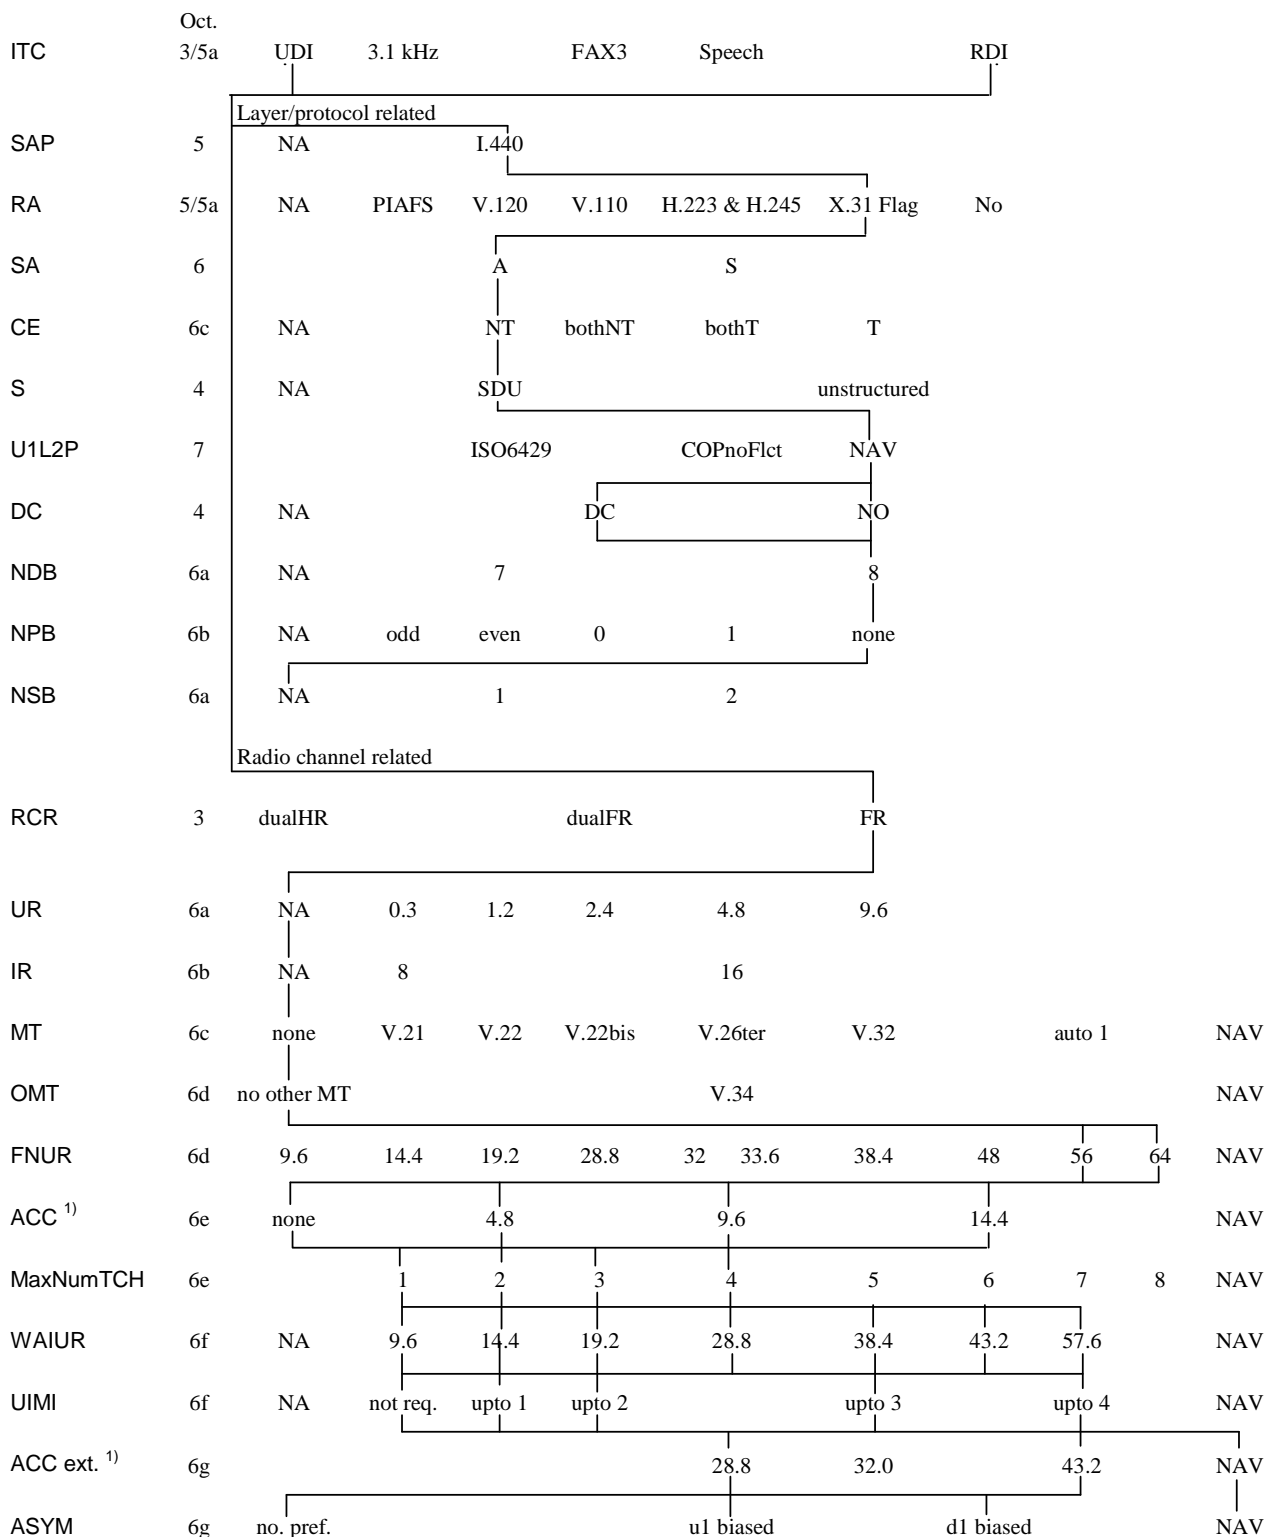 Oct.
ITC 3/5a UDI 3.1 kHz FAX3 Speech RDI
Layer/protocol related
SAP 5 NA I.440
RA 5/5a NA PIAFS V.120 V.110 H.223 & H.245 X.31 Flag No
SA 6 A S
CE 6c NA NT bothNT bothT T
S 4 NA SDU unstructured
U1L2P 7 ISO6429 COPnoFlct NAV
DC 4 NA DC NO
NDB 6a NA 7 8
NPB 6b NA odd even 0 1 none
NSB 6a NA 1 2
Radio channel related
RCR 3 dualHR dualFR FR
UR 6a NA 0.3 1.2 2.4 4.8 9.6
IR 6b NA 8 16
MT 6c none V.21 V.22 V.22bis V.26ter V.32 auto 1 NAV
OMT 6d no other MT V.34 NAV
FNUR 6d 9.6 14.4 19.2 28.8 32 33.6 38.4 48 56 64 NAV
ACC 1) 6e none 4.8 9.6 14.4 NAV
MaxNumTCH 6e 1 2 3 4 5 6 7 8 NAV
WAIUR 6f NA 9.6 14.4 19.2 28.8 38.4 43.2 57.6 NAV
UIMI 6f NA not req. upto 1 upto 2 upto 3 upto 4 NAV
ACC ext. 1) 6g 28.8 32.0 43.2 NAV
ASYM 6g no. pref. u1 biased d1 biased NAV